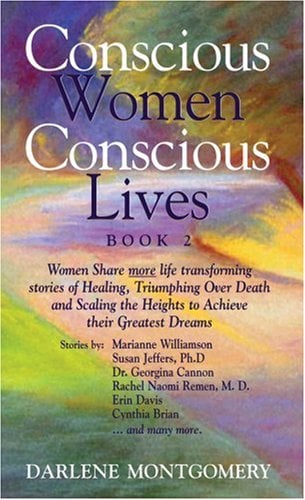 Conscious
Women
Conscious
Lives
BOOK 2
Women Share more life transforming
stories of Healing, Triumphing Over Death
and Scaling the Heights to Achieve
their Greatest Dreams
Stories by: Marianne Williamson
Susan Jeffers, Ph.D
Dr. Georgina Cannon
Rachel Naomi Remen, M. D.
Erin Davis
Cynthia Brian
... and many more.
DARLENE MONTGOMERY